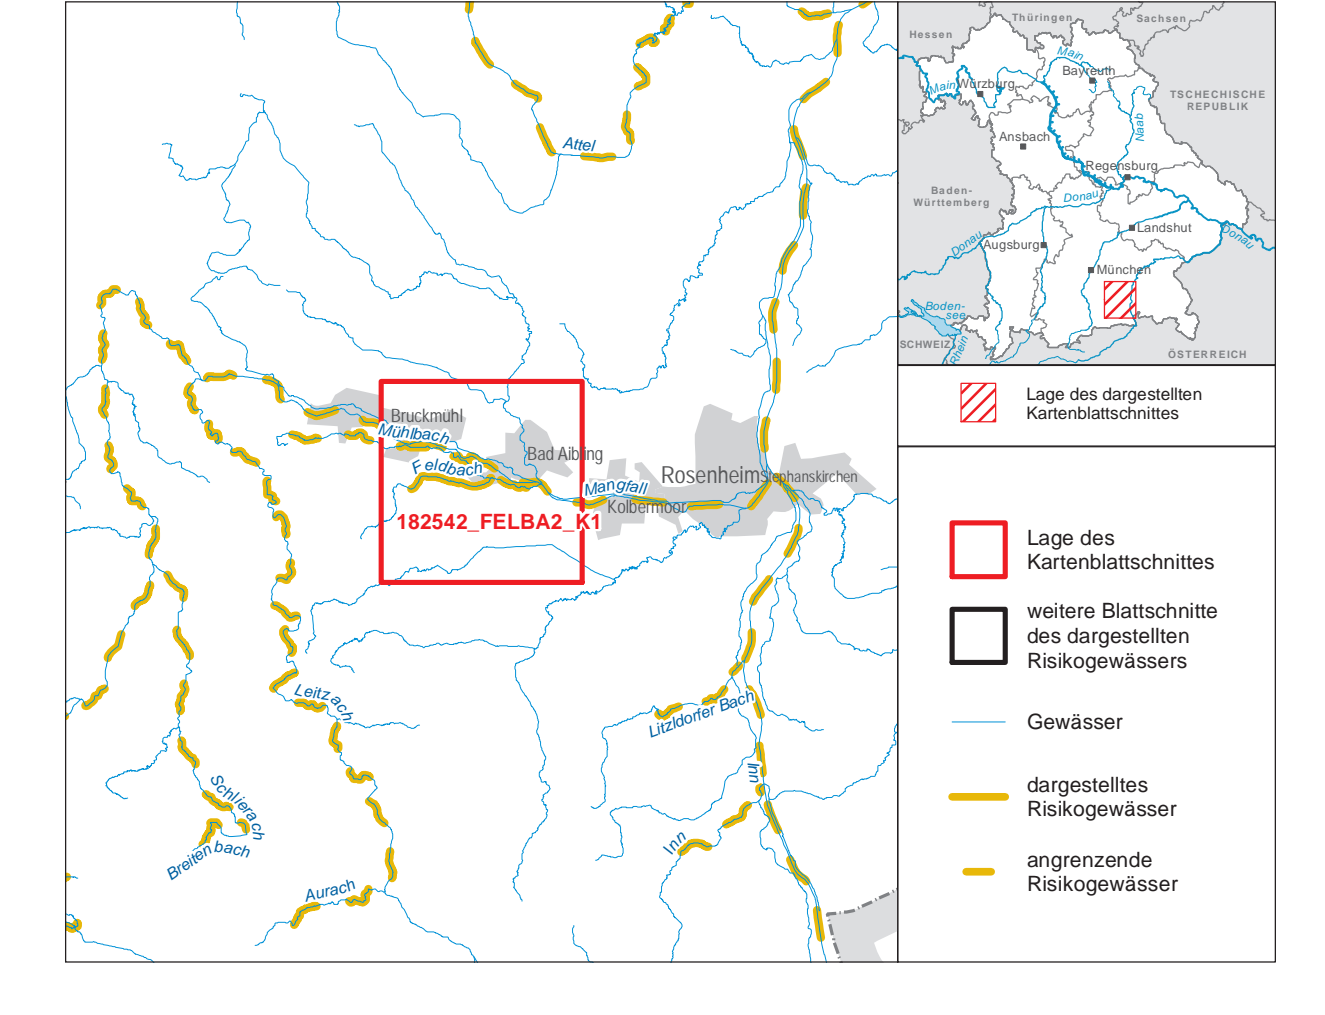 Attel
Bruckmühl
Mühlbach
Bad Aibling
Feldbach
Mangfall
Rosenheim
Stephanskirchen
Kolbermoor
182542_FELBA2_K1
Leitzach
Litzldorfer Bach
Inn
Inn
Schlierach
Breitenbach
Aurach
Thüringen
Sachsen
Hessen
Main
Bayreuth
Main
Würzburg
TSCHECHISCHE
REPUBLIK
Naab
Ansbach
Regensburg
Baden-
Württemberg
Donau
Landshut
Donau
Donau
Augsburg
München
Boden-
see
SCHWEIZ
Rhein
ÖSTERREICH
Lage des dargestellten
Kartenblattschnittes
Lage des
Kartenblattschnittes
weitere Blattschnitte
des dargestellten
Risikogewässers
Gewässer
dargestelltes
Risikogewässer
angrenzende
Risikogewässer